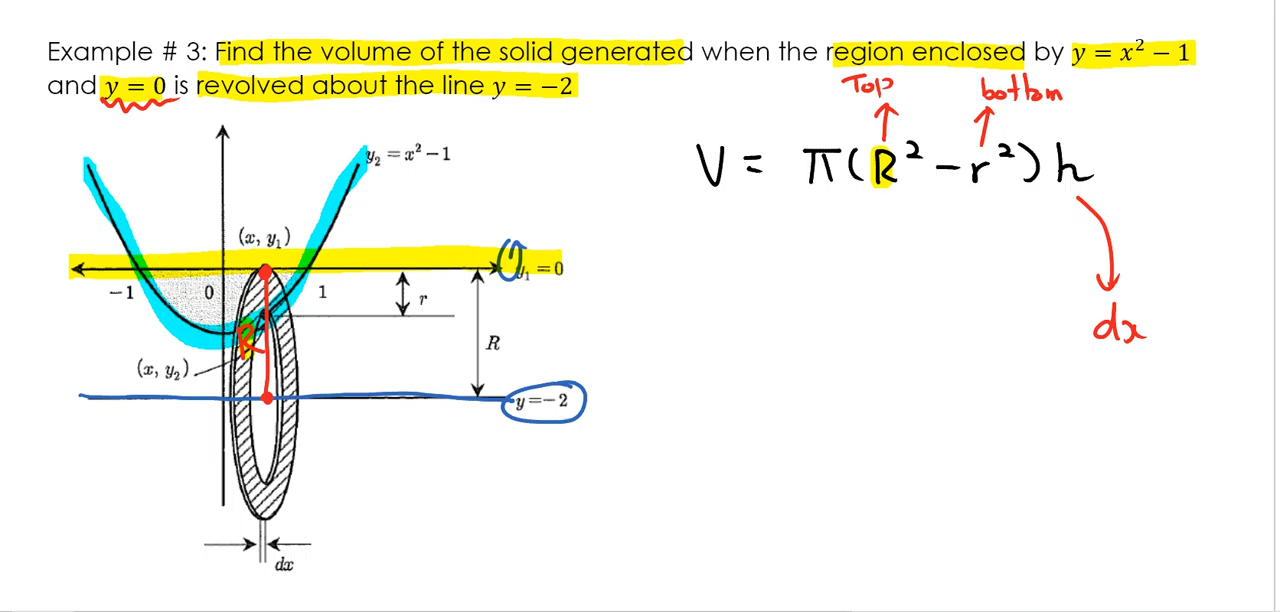 Example # 3: Find the volume of the solid generated when the region enclosed by y = x² − 1
and y = 0 is revolved about the line y = −2
Top bottom
V = π(R² − r²)h
dx
y₂ = x² − 1
(x, y₁)
y₁ = 0
−1 0 1 r
R R
(x, y₂)
y = − 2
dx